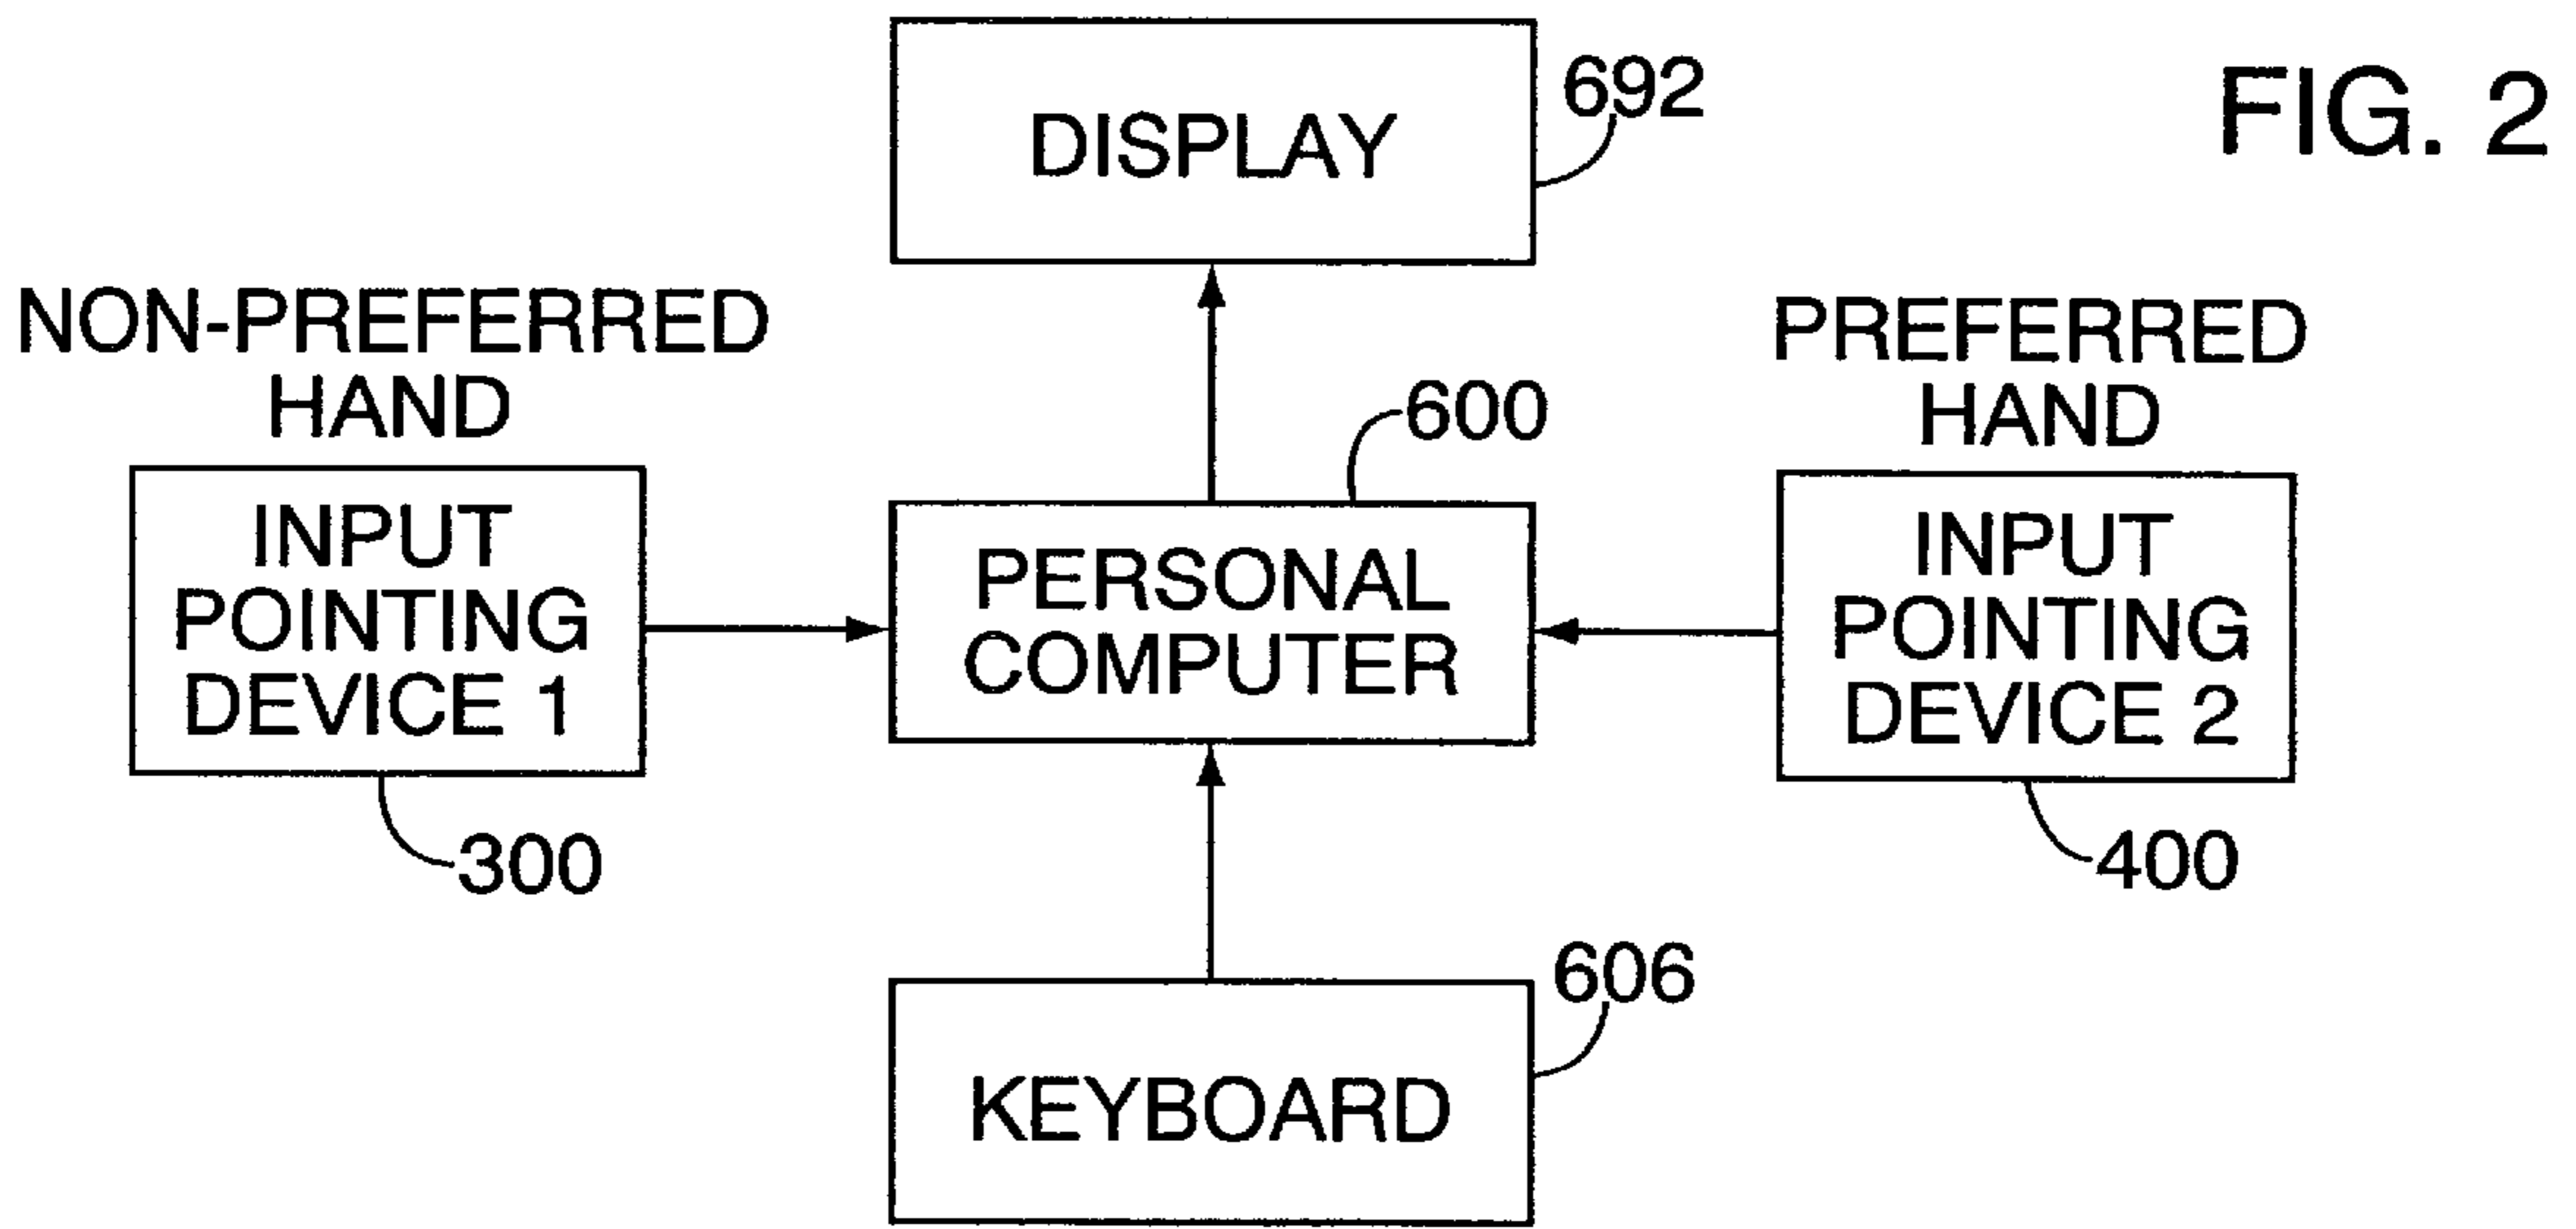 FIG. 2
DISPLAY
692
NON-PREFERRED
HAND
PREFERRED
HAND
600
INPUT
POINTING
DEVICE 1
300
PERSONAL
COMPUTER
INPUT
POINTING
DEVICE 2
400
606
KEYBOARD